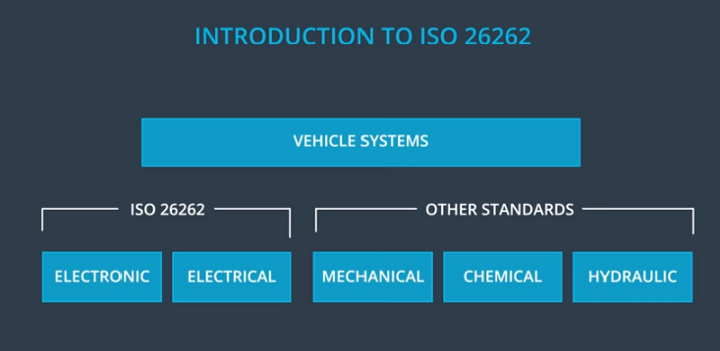 INTRODUCTION TO ISO 26262
VEHICLE SYSTEMS
ISO 26262
OTHER STANDARDS
ELECTRONIC
ELECTRICAL
MECHANICAL
CHEMICAL
HYDRAULIC